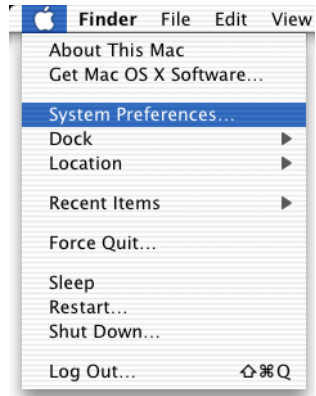 Finder File Edit View
About This Mac
Get Mac OS X Software...
System Preferences...
Dock
Location
Recent Items
Force Quit...
Sleep
Restart...
Shut Down...
Log Out... ⇧⌘Q